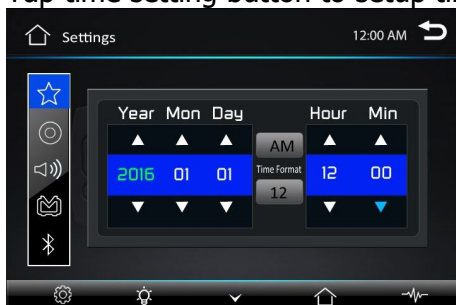 Tap time setting button to setup ti
Settings
12:00 AM
Year Mon Day Hour Min
AM
2016 01 01 Time Format 12 00
12